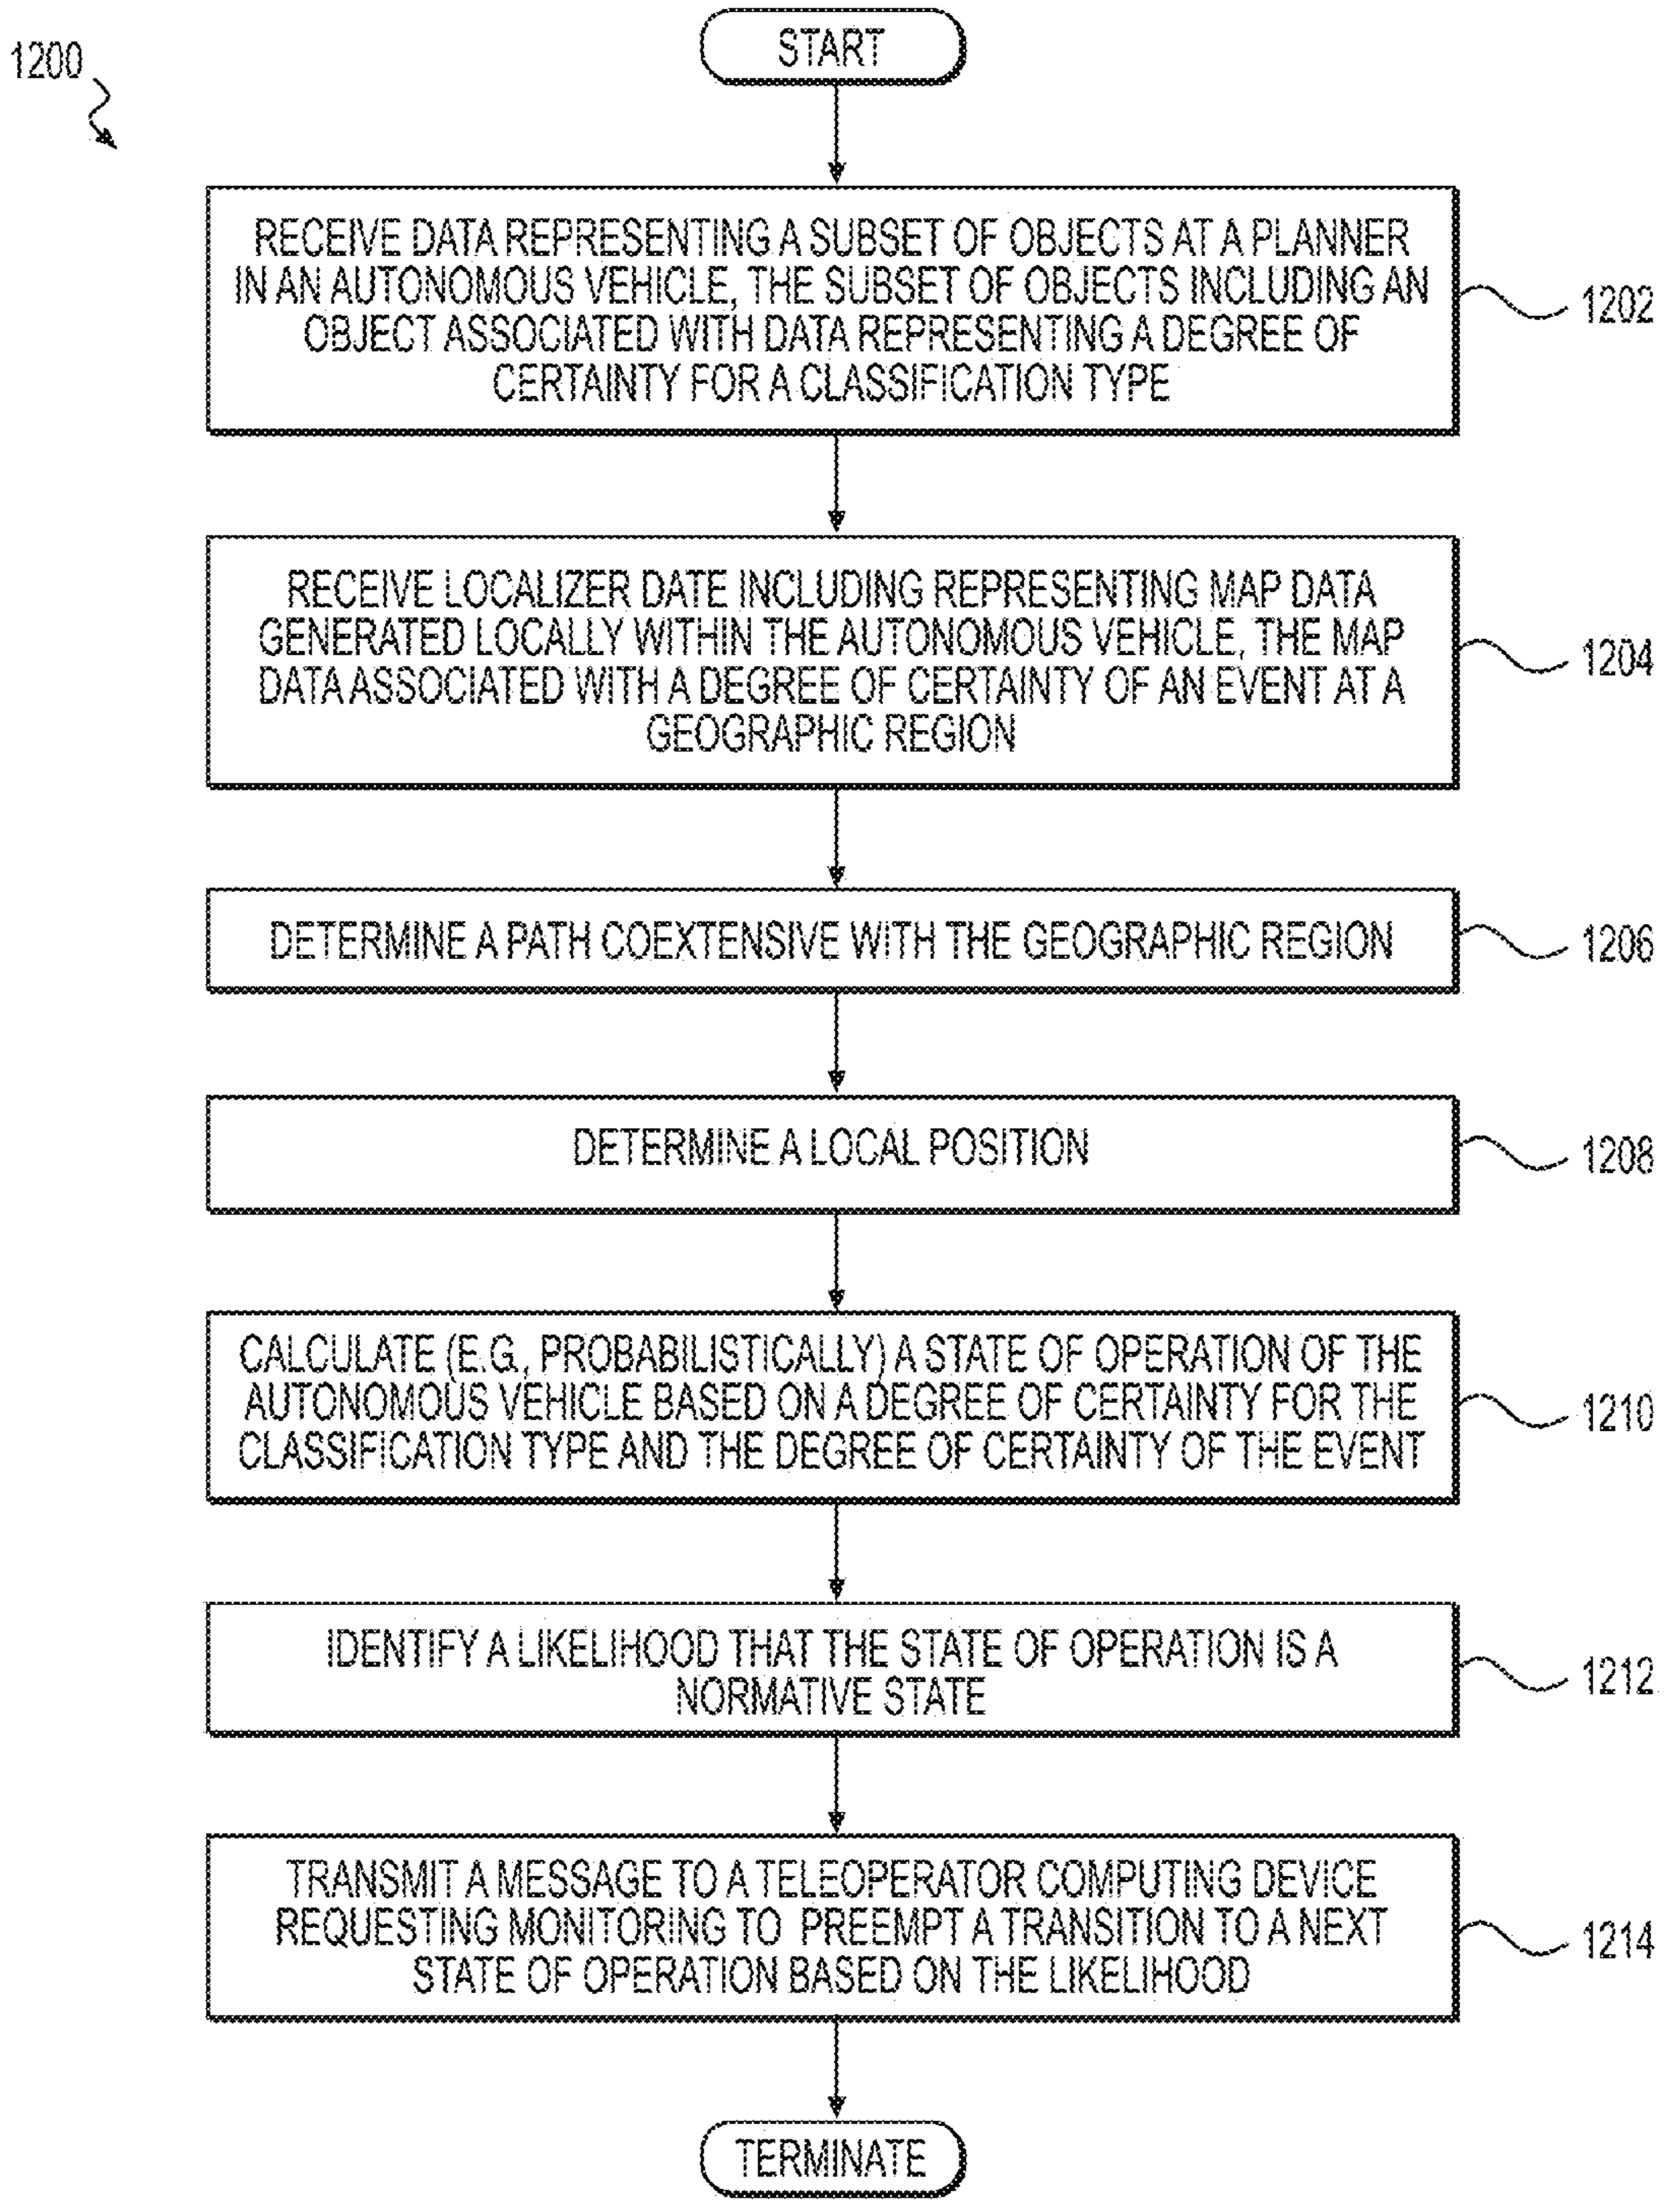 1200
START
RECEIVE DATA REPRESENTING A SUBSET OF OBJECTS AT A PLANNER
IN AN AUTONOMOUS VEHICLE, THE SUBSET OF OBJECTS INCLUDING AN
OBJECT ASSOCIATED WITH DATA REPRESENTING A DEGREE OF
CERTAINTY FOR A CLASSIFICATION TYPE
1202
RECEIVE LOCALIZER DATE INCLUDING REPRESENTING MAP DATA
GENERATED LOCALLY WITHIN THE AUTONOMOUS VEHICLE, THE MAP
DATA ASSOCIATED WITH A DEGREE OF CERTAINTY OF AN EVENT AT A
GEOGRAPHIC REGION
1204
DETERMINE A PATH COEXTENSIVE WITH THE GEOGRAPHIC REGION
1206
DETERMINE A LOCAL POSITION
1208
CALCULATE (E.G., PROBABILISTICALLY) A STATE OF OPERATION OF THE
AUTONOMOUS VEHICLE BASED ON A DEGREE OF CERTAINTY FOR THE
CLASSIFICATION TYPE AND THE DEGREE OF CERTAINTY OF THE EVENT
1210
IDENTIFY A LIKELIHOOD THAT THE STATE OF OPERATION IS A
NORMATIVE STATE
1212
TRANSMIT A MESSAGE TO A TELEOPERATOR COMPUTING DEVICE
REQUESTING MONITORING TO PREEMPT A TRANSITION TO A NEXT
STATE OF OPERATION BASED ON THE LIKELIHOOD
1214
TERMINATE